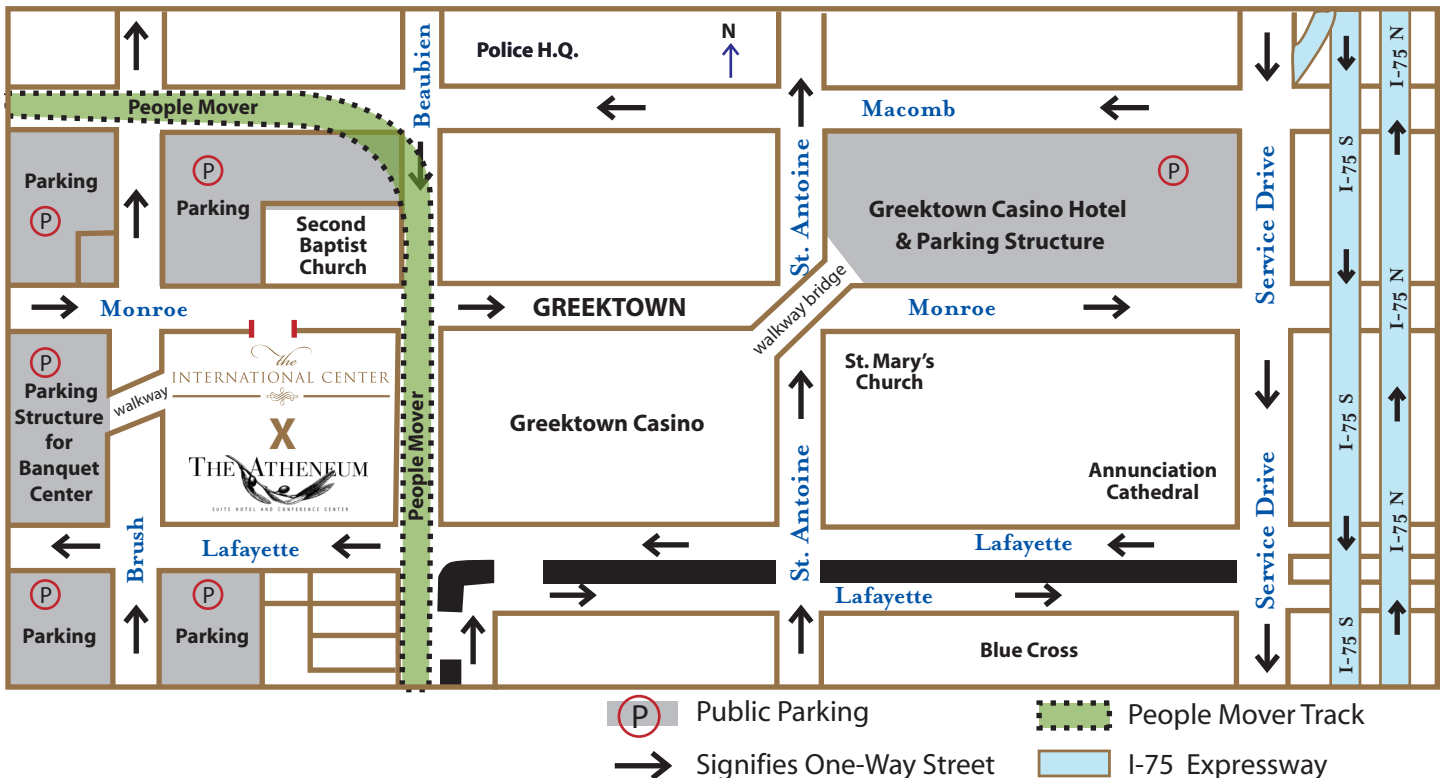 Police H.Q.
N
Beaubien
People Mover
Macomb
I-75 N
I-75 S
P
Parking
P
P
Parking
Second
Baptist
Church
St. Antoine
P
Greektown Casino Hotel
& Parking Structure
Service Drive
Monroe
GREEKTOWN
walkway bridge
Monroe
I-75 N
P
Parking
Structure
for
Banquet
Center
walkway
the
INTERNATIONAL CENTER
X
THE ATHENEUM
SUITE HOTEL AND CONFERENCE CENTER
People Mover
Greektown Casino
St. Mary's
Church
Annunciation
Cathedral
I-75 S
I-75 N
Brush
Lafayette
St. Antoine
Lafayette
Service Drive
Lafayette
P
Parking
P
Parking
Blue Cross
I-75 S
I-75 N
P
Public Parking
People Mover Track
Signifies One-Way Street
I-75 Expressway